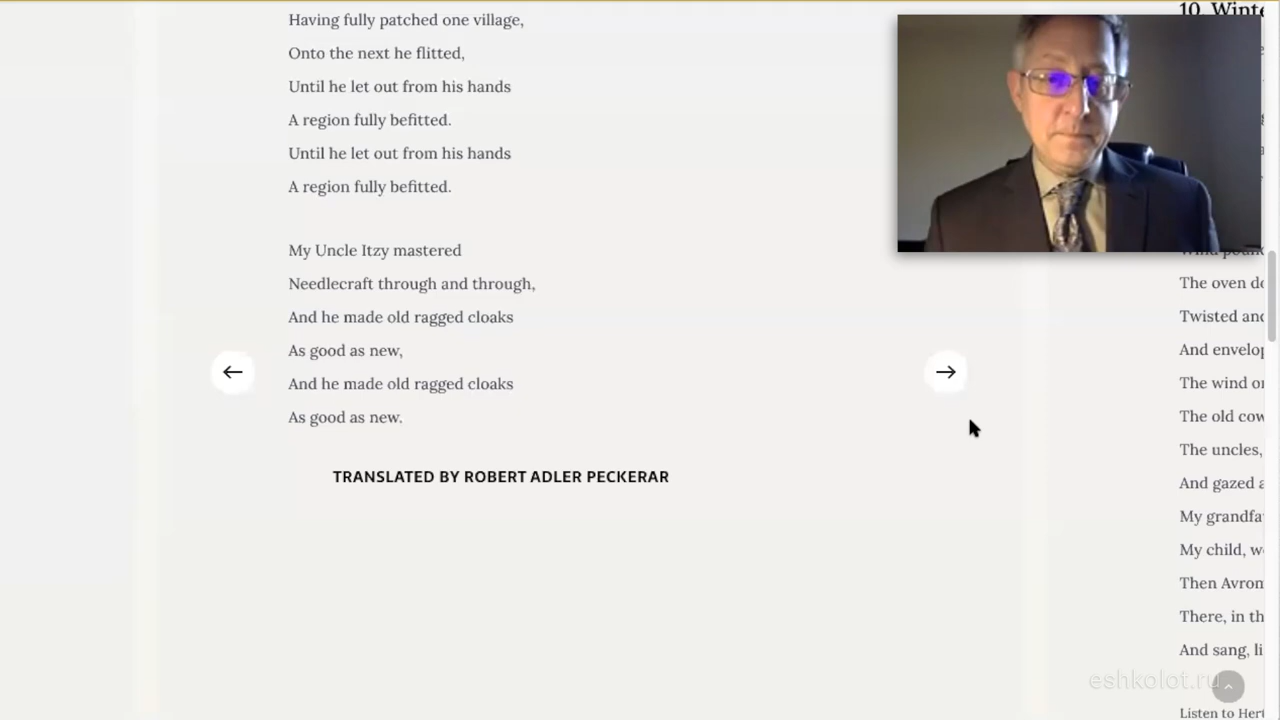 Having fully patched one village,
Onto the next he flitted,
Until he let out from his hands
A region fully befitted.
Until he let out from his hands
A region fully befitted.
My Uncle Itzy mastered
Needlecraft through and through,
And he made old ragged cloaks
As good as new,
And he made old ragged cloaks
As good as new.
TRANSLATED BY ROBERT ADLER PECKERAR
10. Winte
The oven do
Twisted and
And envelop
The wind o
The old cow
The uncles,
And gazed a
My grandfa
My child, w
Then Avrom
There, in th
And sang, li
Listen to Her
eshkolot.ru